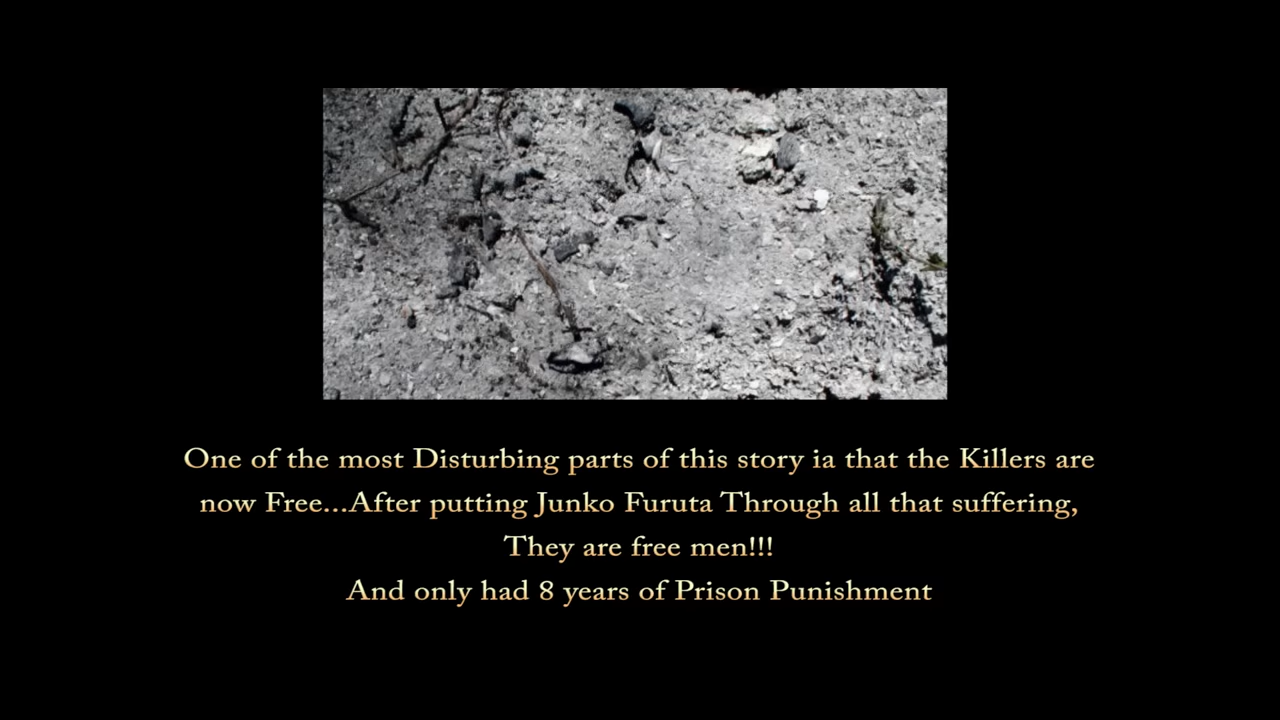 One of the most Disturbing parts of this story ia that the Killers are
now Free...After putting Junko Furuta Through all that suffering,
They are free men!!!
And only had 8 years of Prison Punishment